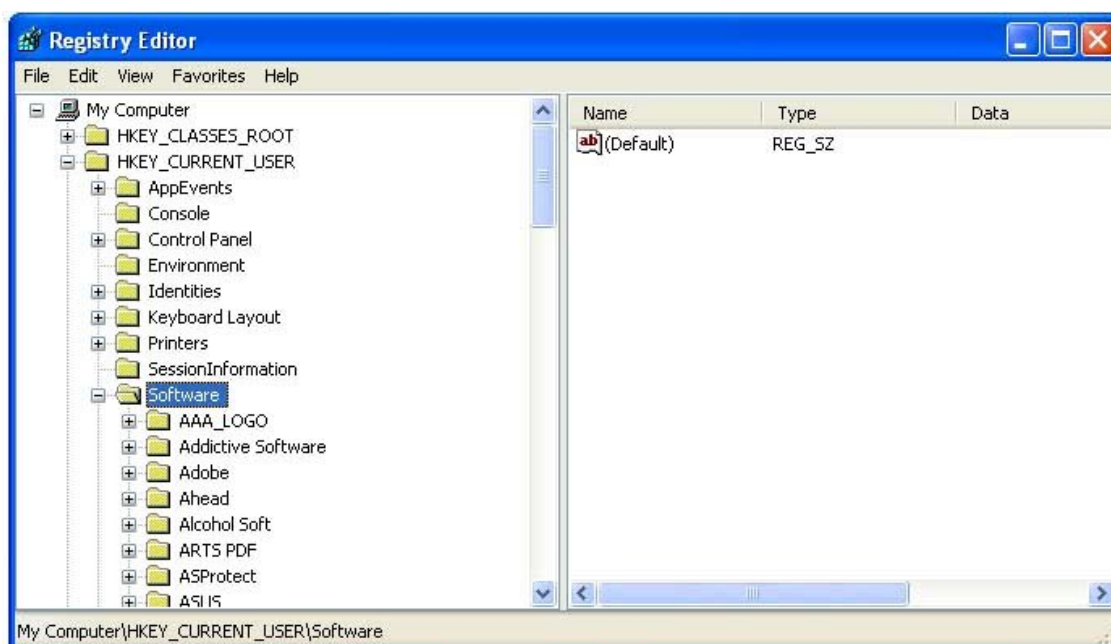 Registry Editor
File Edit View Favorites Help
My Computer
HKEY_CLASSES_ROOT
HKEY_CURRENT_USER
AppEvents
Console
Control Panel
Environment
Identities
Keyboard Layout
Printers
SessionInformation
Software
AAA_LOGO
Addictive Software
Adobe
Ahead
Alcohol Soft
ARTS PDF
ASProtect
ASUS
Name Type Data
ab (Default) REG_SZ
My Computer\HKEY_CURRENT_USER\Software